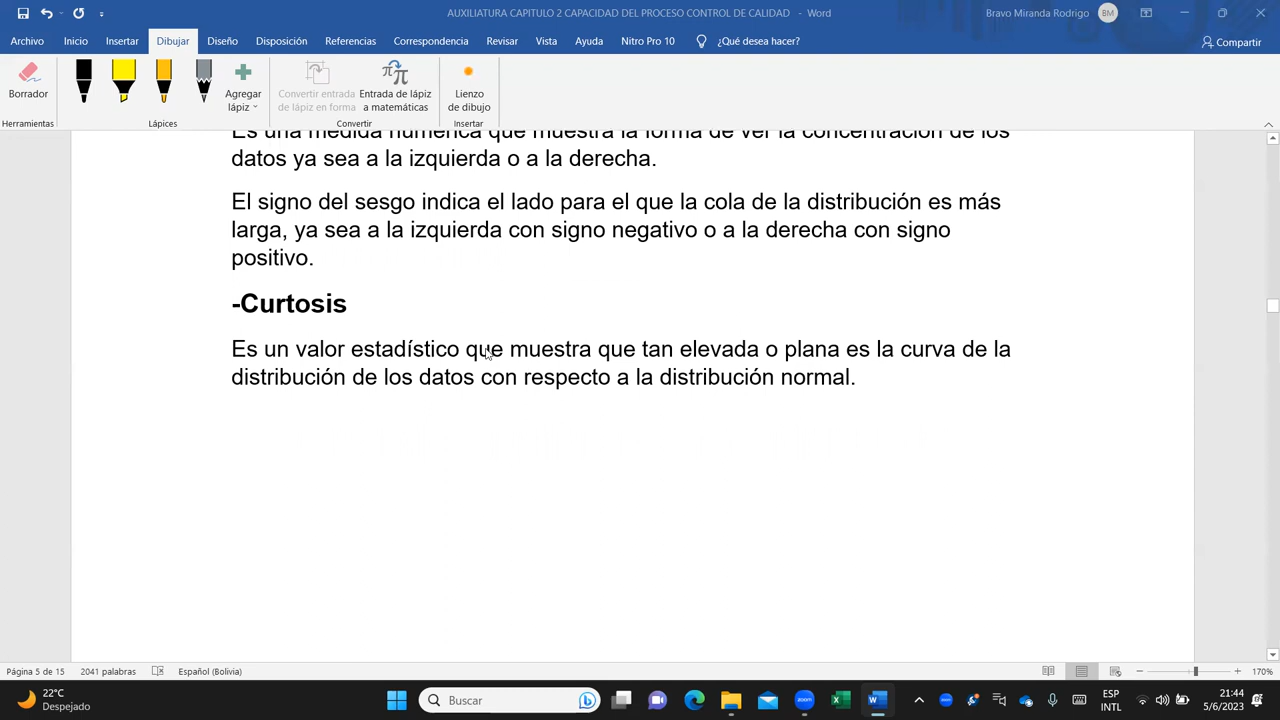 AUXILIATURA CAPITULO 2 CAPACIDAD DEL PROCESO CONTROL DE CALIDAD - Word
Bravo Miranda Rodrigo BM
Archivo Inicio Insertar Dibujar Diseño Disposición Referencias Correspondencia Revisar Vista Ayuda Nitro Pro 10 ¿Qué desea hacer? Compartir
Borrador
Agregar lápiz
Convertir entrada de lápiz en forma
Entrada de lápiz a matemáticas
Lienzo de dibujo
Herramientas Lápices Convertir Insertar
Es una medida numérica que muestra la forma de ver la concentración de los
datos ya sea a la izquierda o a la derecha.
El signo del sesgo indica el lado para el que la cola de la distribución es más
larga, ya sea a la izquierda con signo negativo o a la derecha con signo
positivo.
-Curtosis
Es un valor estadístico que muestra que tan elevada o plana es la curva de la
distribución de los datos con respecto a la distribución normal.
Página 5 de 15 2041 palabras Español (Bolivia) 170%
22°C
Despejado
Buscar
zoom
ESP
INTL
21:44
5/6/2023